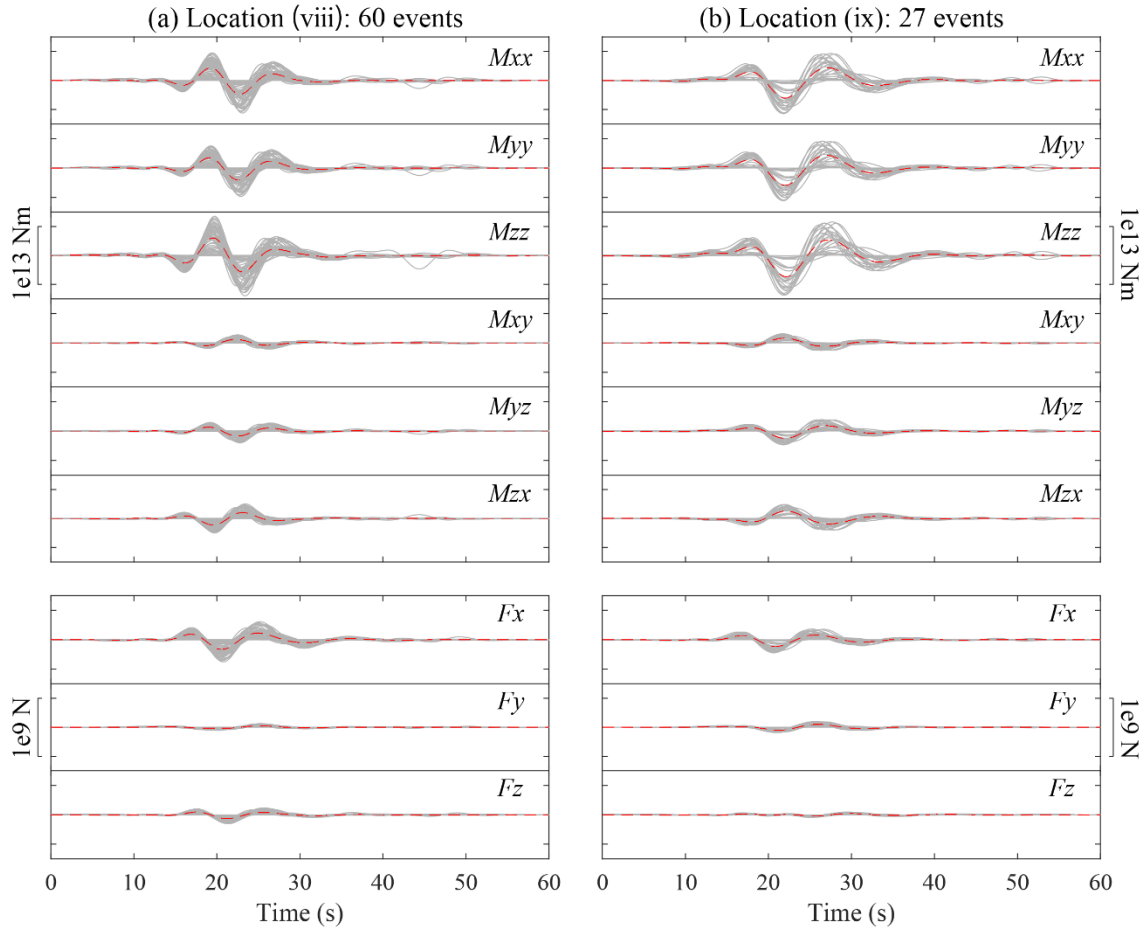 (a) Location (viii): 60 events
Mxx
Myy
Mzz
1e13 Nm
Mxy
Myz
Mzx
Fx
Fy
1e9 N
Fz
0 10 20 30 40 50 60
Time (s)
(b) Location (ix): 27 events
Mxx
Myy
Mzz
1e13 Nm
Mxy
Myz
Mzx
Fx
Fy
1e9 N
Fz
0 10 20 30 40 50 60
Time (s)